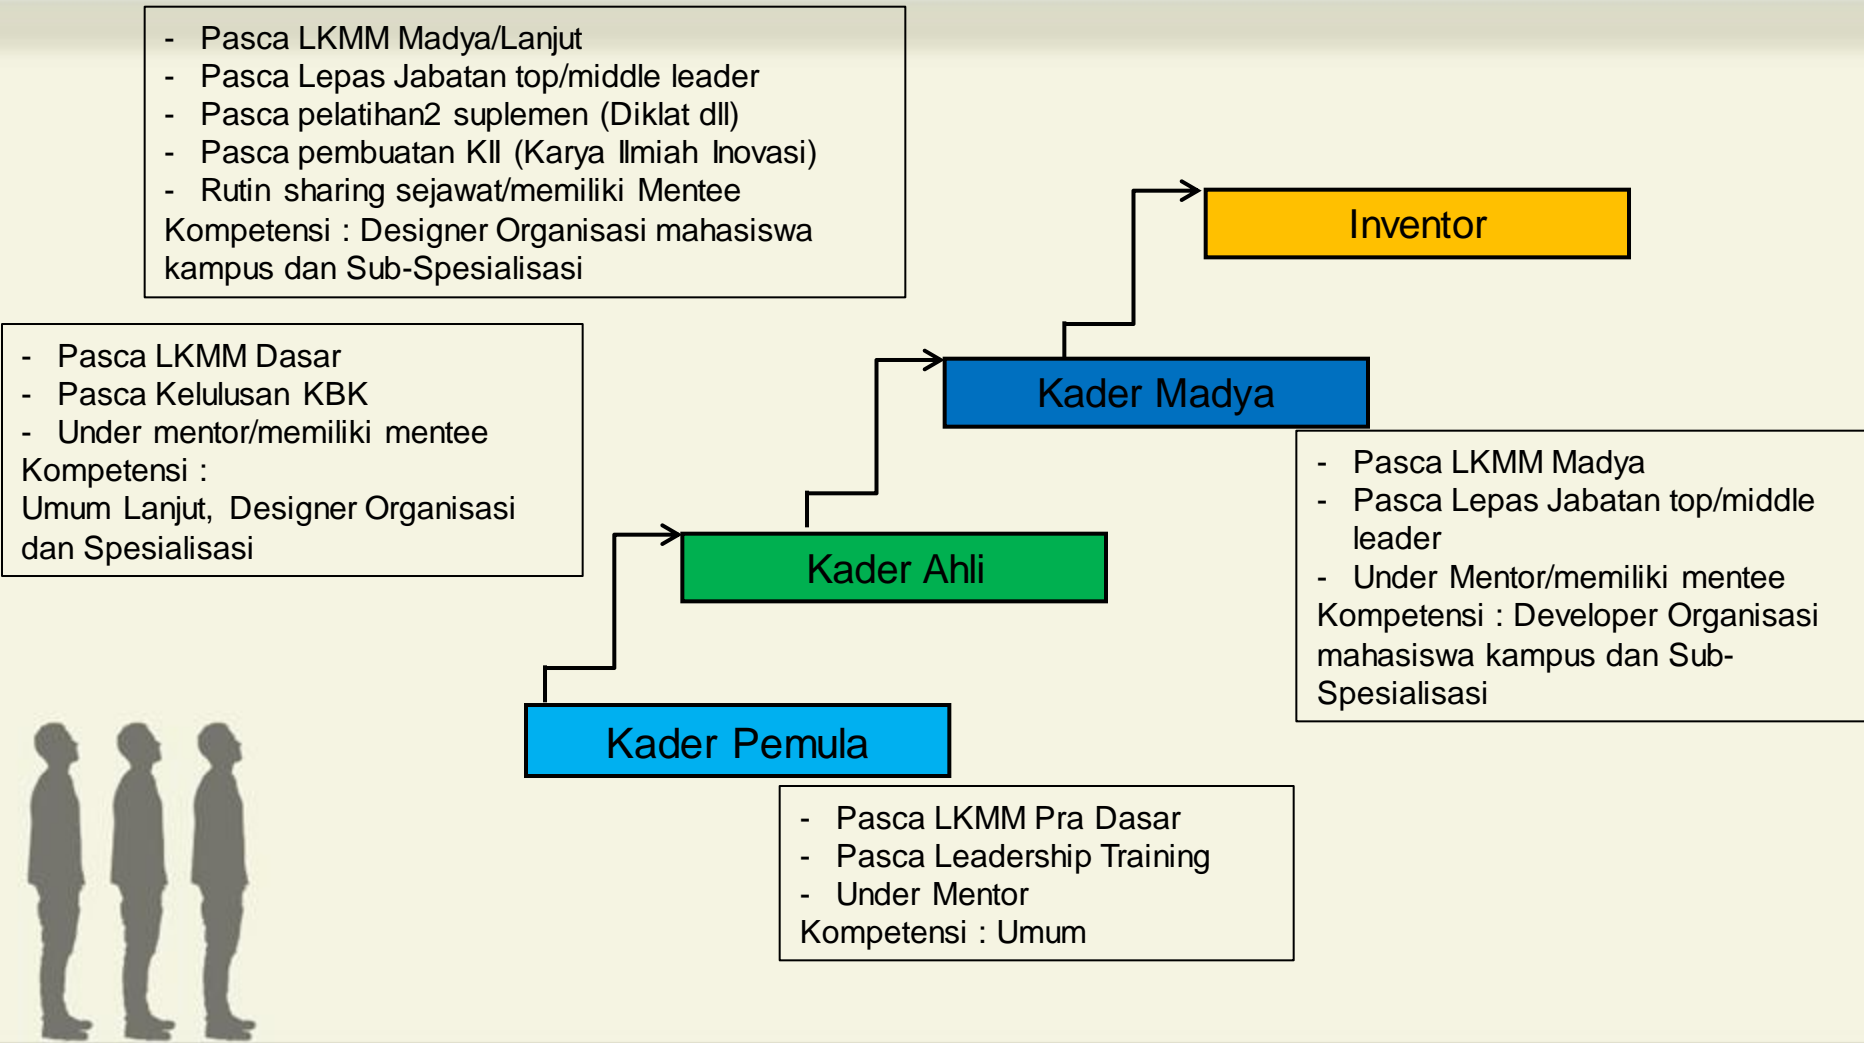 - Pasca LKMM Madya/Lanjut
- Pasca Lepas Jabatan top/middle leader
- Pasca pelatihan2 suplemen (Diklat dll)
- Pasca pembuatan KII (Karya Ilmiah Inovasi)
- Rutin sharing sejawat/memiliki Mentee
Kompetensi : Designer Organisasi mahasiswa
kampus dan Sub-Spesialisasi
Inventor
- Pasca LKMM Dasar
- Pasca Kelulusan KBK
- Under mentor/memiliki mentee
Kompetensi :
Umum Lanjut, Designer Organisasi
dan Spesialisasi
Kader Madya
- Pasca LKMM Madya
- Pasca Lepas Jabatan top/middle
leader
- Under Mentor/memiliki mentee
Kompetensi : Developer Organisasi
mahasiswa kampus dan Sub-
Spesialisasi
Kader Ahli
Kader Pemula
- Pasca LKMM Pra Dasar
- Pasca Leadership Training
- Under Mentor
Kompetensi : Umum